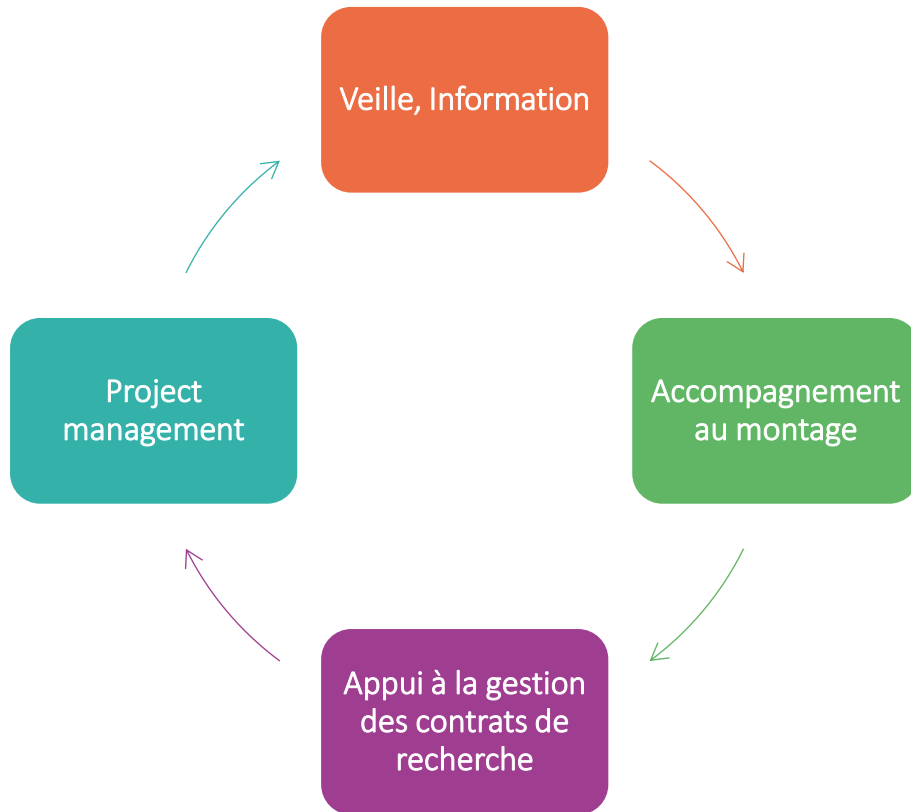 Veille, Information
Accompagnement
au montage
Appui à la gestion
des contrats de
recherche
Project
management